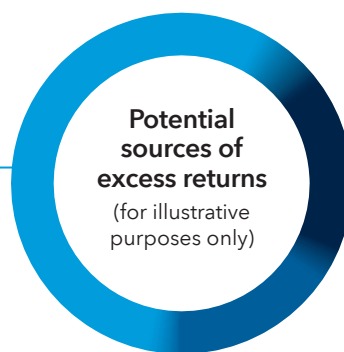 Potential
sources of
excess returns
(for illustrative
purposes only)